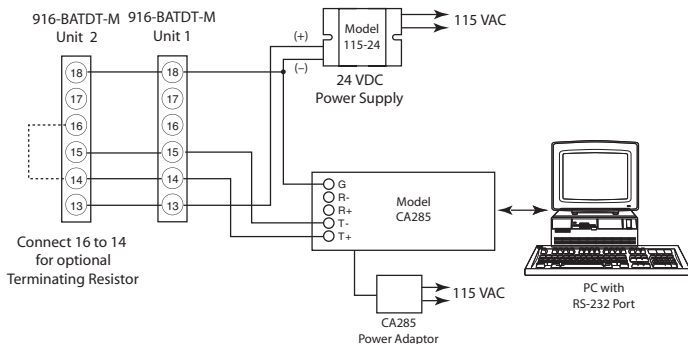 916-BATDT-M
Unit 2
916-BATDT-M
Unit 1
18
17
16
15
14
13
18
17
16
15
14
13
Connect 16 to 14
for optional
Terminating Resistor
(+)
(–)
Model
115-24
115 VAC
24 VDC
Power Supply
G
R-
R+
T-
T+
Model
CA285
CA285
Power Adaptor
115 VAC
PC with
RS-232 Port